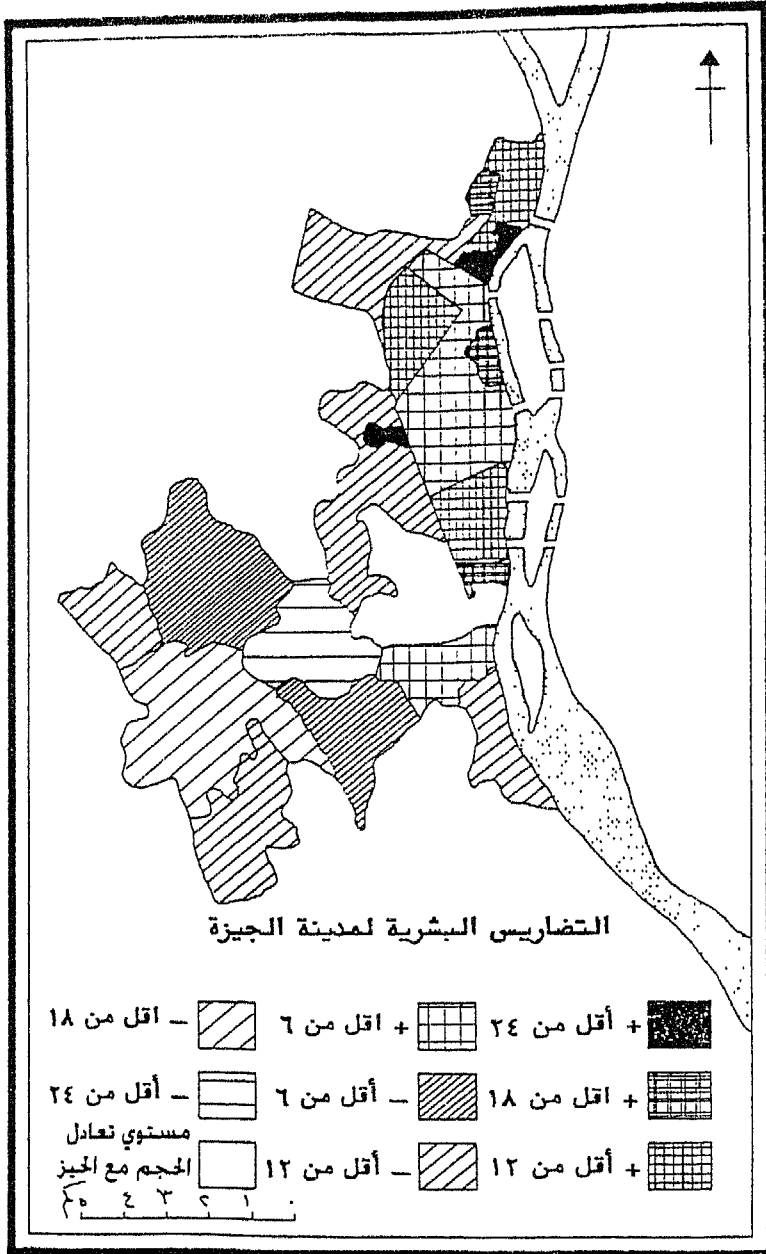 التضاريس البشرية لمدينة الجيزة
+ أقل من ٢٤
+ اقل من ٦
– اقل من ١٨
+ اقل من ١٨
– أقل من ٦
– أقل من ٢٤
+ أقل من ١٢
– أقل من ١٢
مستوي تعادل
الحجم مع الحيز
٠ ١ ٢ ٣ ٤ ٥ كم